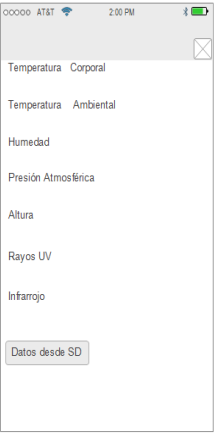 ooooo AT&T 2:00 PM
Temperatura Corporal
Temperatura Ambiental
Humedad
Presión Atmosférica
Altura
Rayos UV
Infrarrojo
Datos desde SD